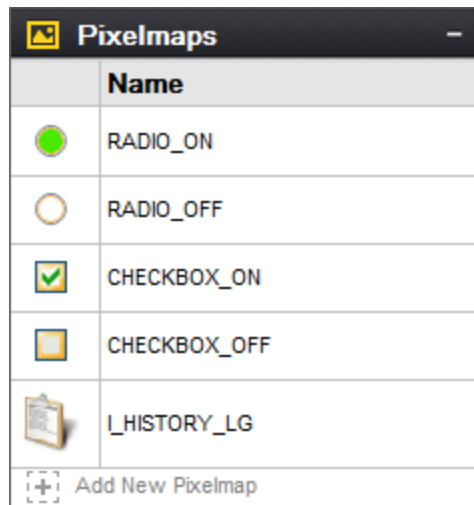 Pixelmaps
Name
RADIO_ON
RADIO_OFF
CHECKBOX_ON
CHECKBOX_OFF
I_HISTORY_LG
Add New Pixelmap